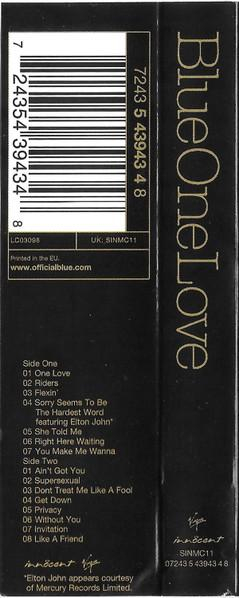 7243 5 43943 4 8
7 24354 39434 8
LC03098
UK: SINMC11
Printed in the EU.
www.officialblue.com
Side One
01 One Love
02 Riders
03 Flexin'
04 Sorry Seems To Be
The Hardest Word
featuring Elton John*
05 She Told Me
06 Right Here Waiting
07 You Make Me Wanna
Side Two
01 Ain't Got You
02 Supersexual
03 Dont Treat Me Like A Fool
04 Get Down
05 Privacy
06 Without You
07 Invitation
08 Like A Friend
innocent Virgin
*Elton John appears courtesy
of Mercury Records Limited.
BlueOneLove
Virgin
innocent
SINMC11
07243 5 43943 4 8